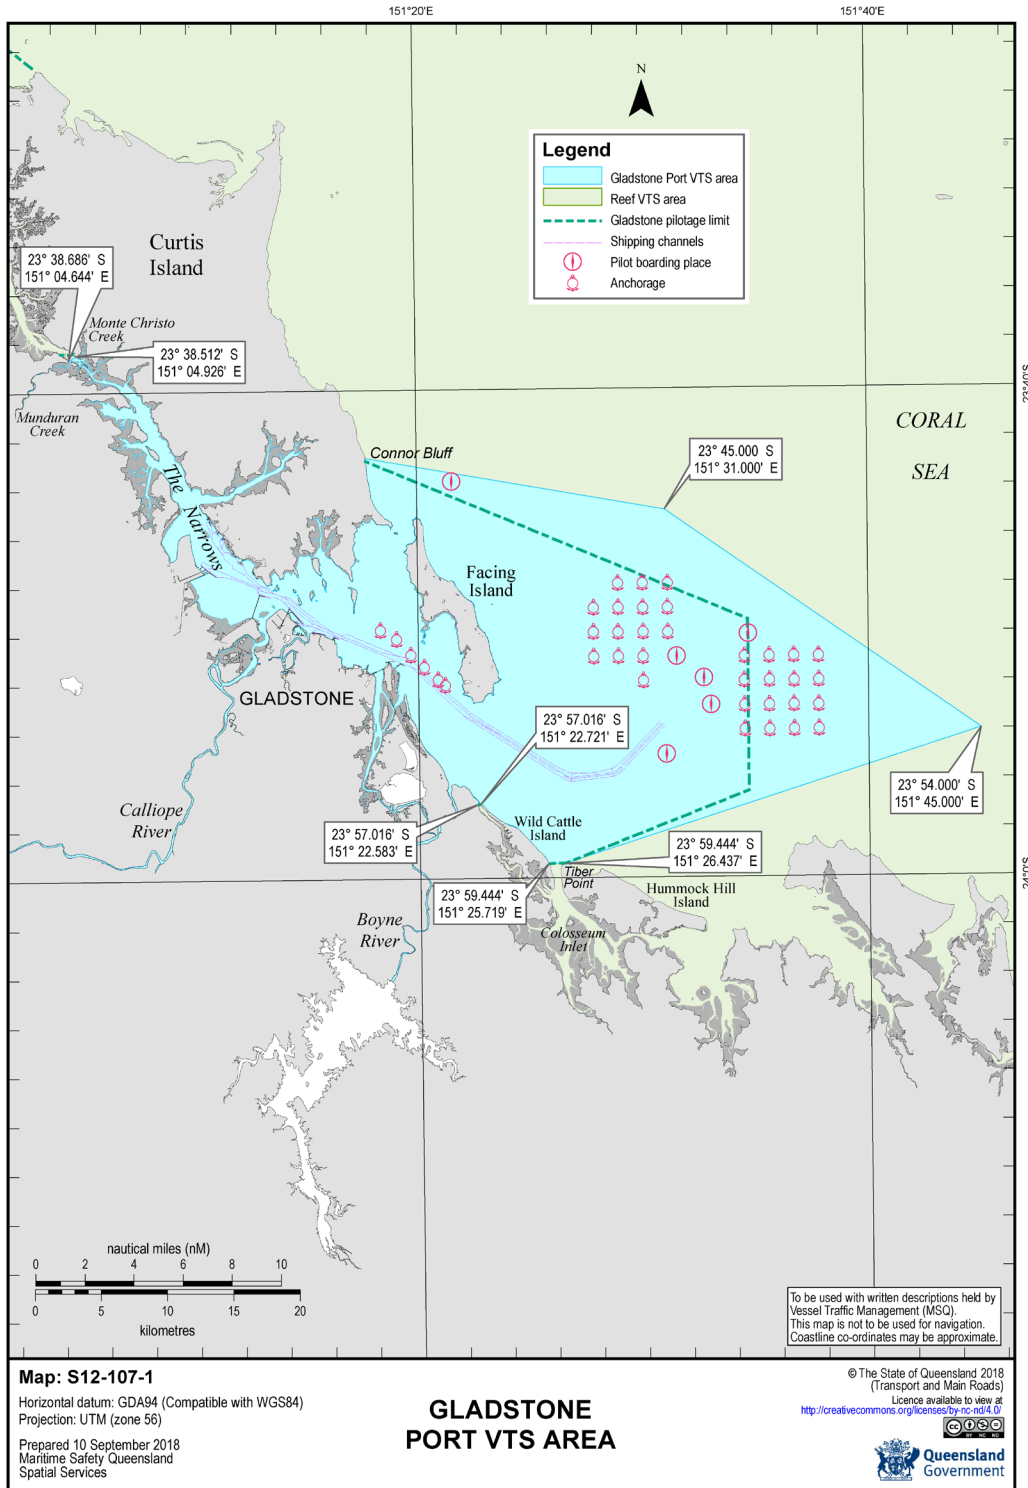 151°20'E
151°40'E
N
Legend
Gladstone Port VTS area
Reef VTS area
Gladstone pilotage limit
Shipping channels
Pilot boarding place
Anchorage
Curtis
Island
23° 38.686' S
151° 04.644' E
Monte Christo
Creek
23° 38.512' S
151° 04.926' E
23°40'S
Munduran
Creek
CORAL
SEA
Connor Bluff
23° 45.000 S
151° 31.000' E
The Narrows
Facing
Island
GLADSTONE
23° 57.016' S
151° 22.721' E
23° 54.000' S
151° 45.000' E
Calliope
River
Wild Cattle
Island
23° 57.016' S
151° 22.583' E
23° 59.444' S
151° 26.437' E
24°0'S
Tiber
Point
23° 59.444' S
151° 25.719' E
Hummock Hill
Island
Boyne
River
Colosseum
Inlet
nautical miles (nM)
0 2 4 6 8 10
0 5 10 15 20
kilometres
To be used with written descriptions held by
Vessel Traffic Management (MSQ).
This map is not to be used for navigation.
Coastline co-ordinates may be approximate.
Map: S12-107-1
Horizontal datum: GDA94 (Compatible with WGS84)
Projection: UTM (zone 56)
Prepared 10 September 2018
Maritime Safety Queensland
Spatial Services
GLADSTONE
PORT VTS AREA
© The State of Queensland 2018
(Transport and Main Roads)
Licence available to view at
http://creativecommons.org/licenses/by-nc-nd/4.0/
cc
BY NC ND
Queensland
Government